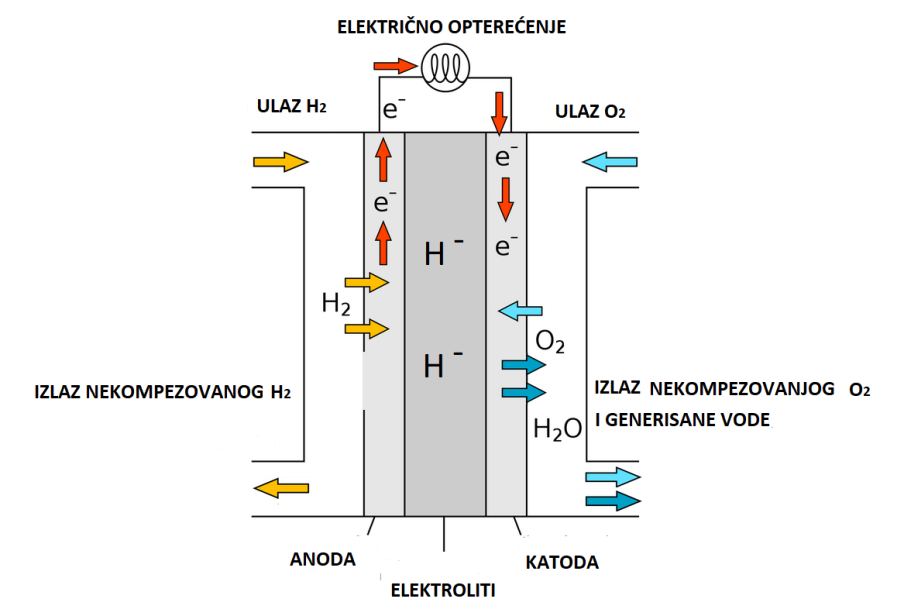 ELEKTRIČNO OPTEREĆENJE
ULAZ H₂
e⁻
ULAZ O₂
e⁻
e⁻
e⁻
H⁻
H₂
O₂
H⁻
IZLAZ NEKOMPEZOVANOG H₂
IZLAZ NEKOMPEZOVANJOG O₂
I GENERISANE VODE
H₂O
ANODA
KATODA
ELEKTROLITI